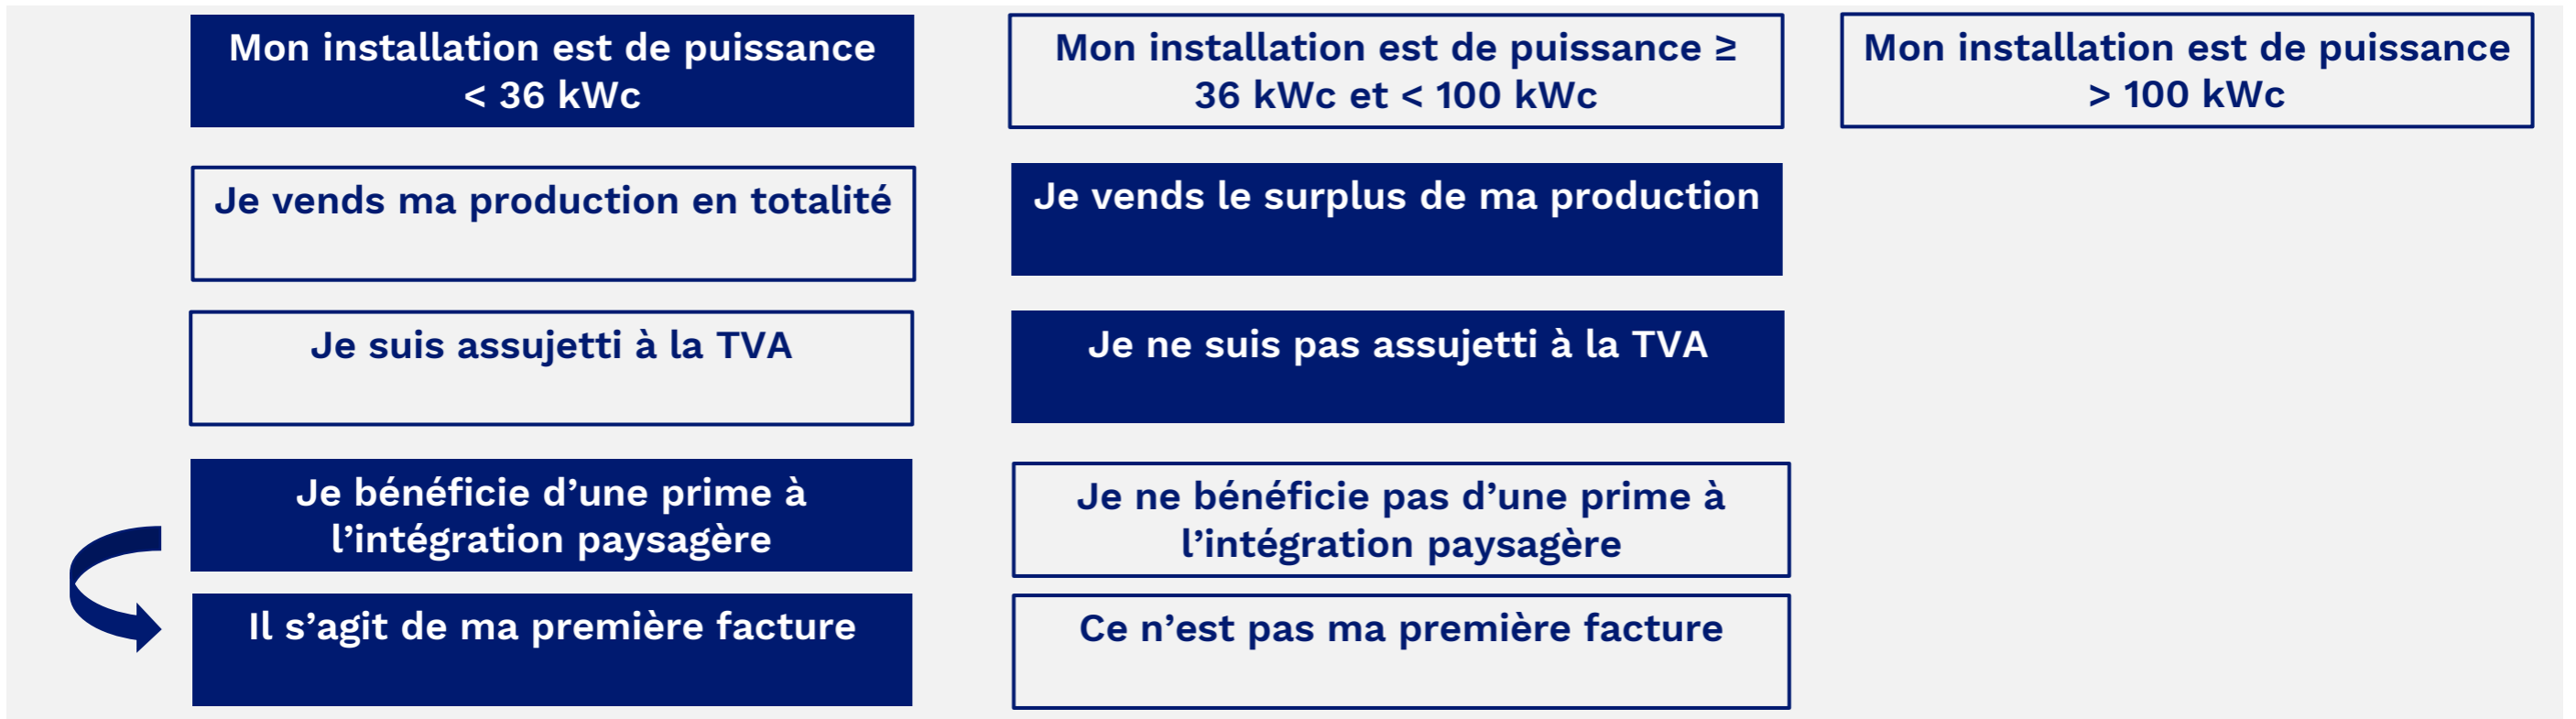 Mon installation est de puissance
< 36 kWc
Mon installation est de puissance ≥
36 kWc et < 100 kWc
Mon installation est de puissance
> 100 kWc
Je vends ma production en totalité
Je vends le surplus de ma production
Je suis assujetti à la TVA
Je ne suis pas assujetti à la TVA
Je bénéficie d’une prime à
l’intégration paysagère
Je ne bénéficie pas d’une prime à
l’intégration paysagère
Il s’agit de ma première facture
Ce n’est pas ma première facture